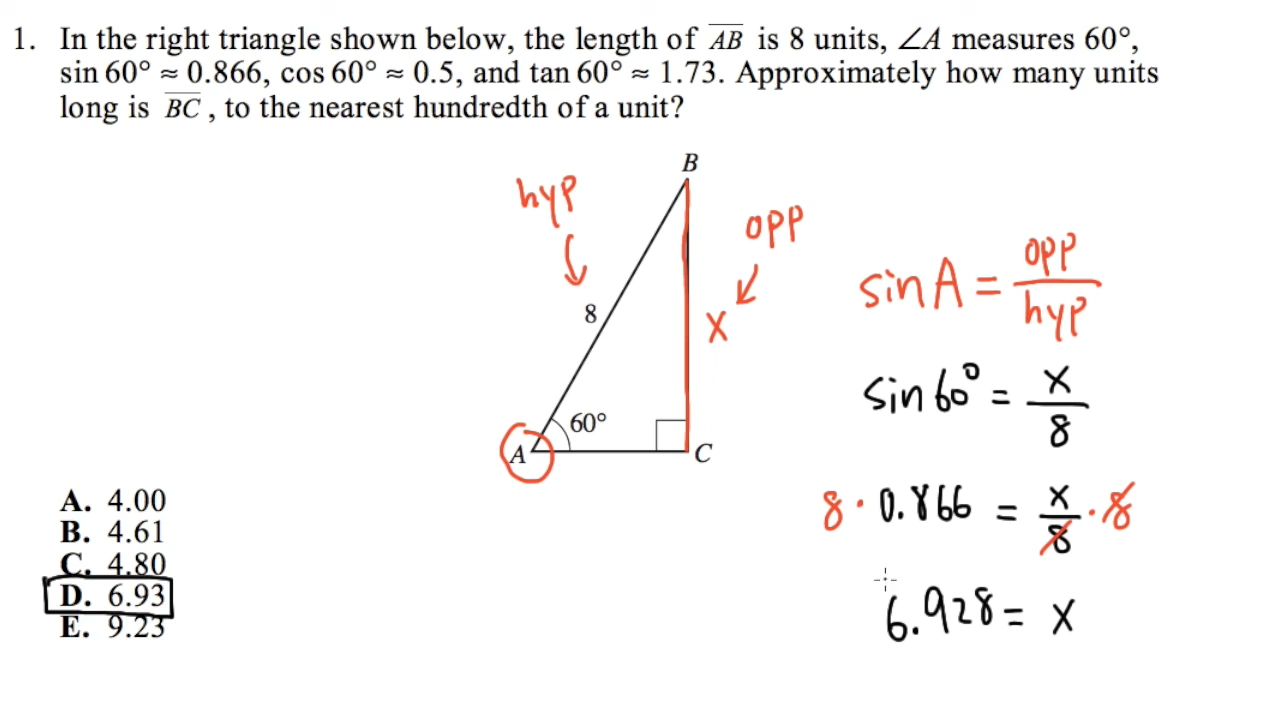 1. In the right triangle shown below, the length of AB is 8 units, ∠A measures 60°,
sin 60° ≈ 0.866, cos 60° ≈ 0.5, and tan 60° ≈ 1.73. Approximately how many units
long is BC, to the nearest hundredth of a unit?
B
hyp
opp
8
x
60°
A
C
sin A = opp/hyp
sin 60° = x/8
8 · 0.866 = x/8 · 8
6.928 = x
A. 4.00
B. 4.61
C. 4.80
D. 6.93
E. 9.23